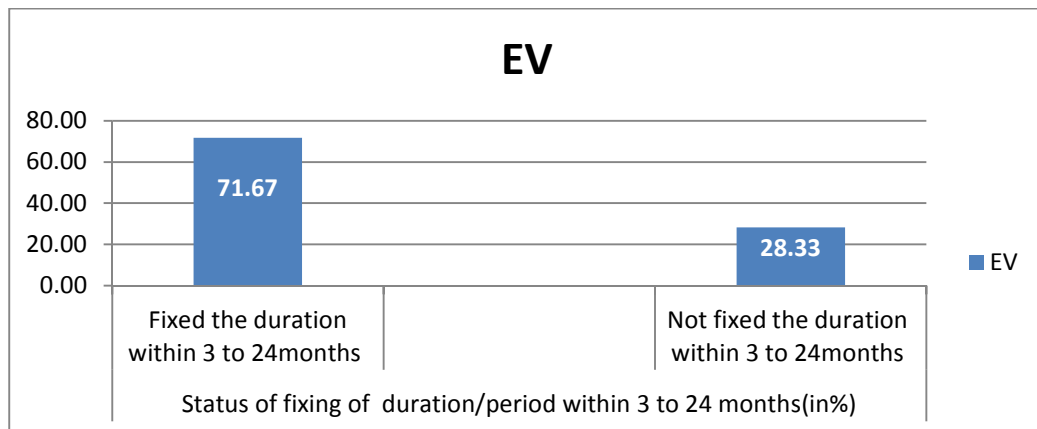 EV
80.00
60.00
40.00
20.00
0.00
71.67
28.33
EV
Fixed the duration
within 3 to 24months
Not fixed the duration
within 3 to 24months
Status of fixing of  duration/period within 3 to 24 months(in%)